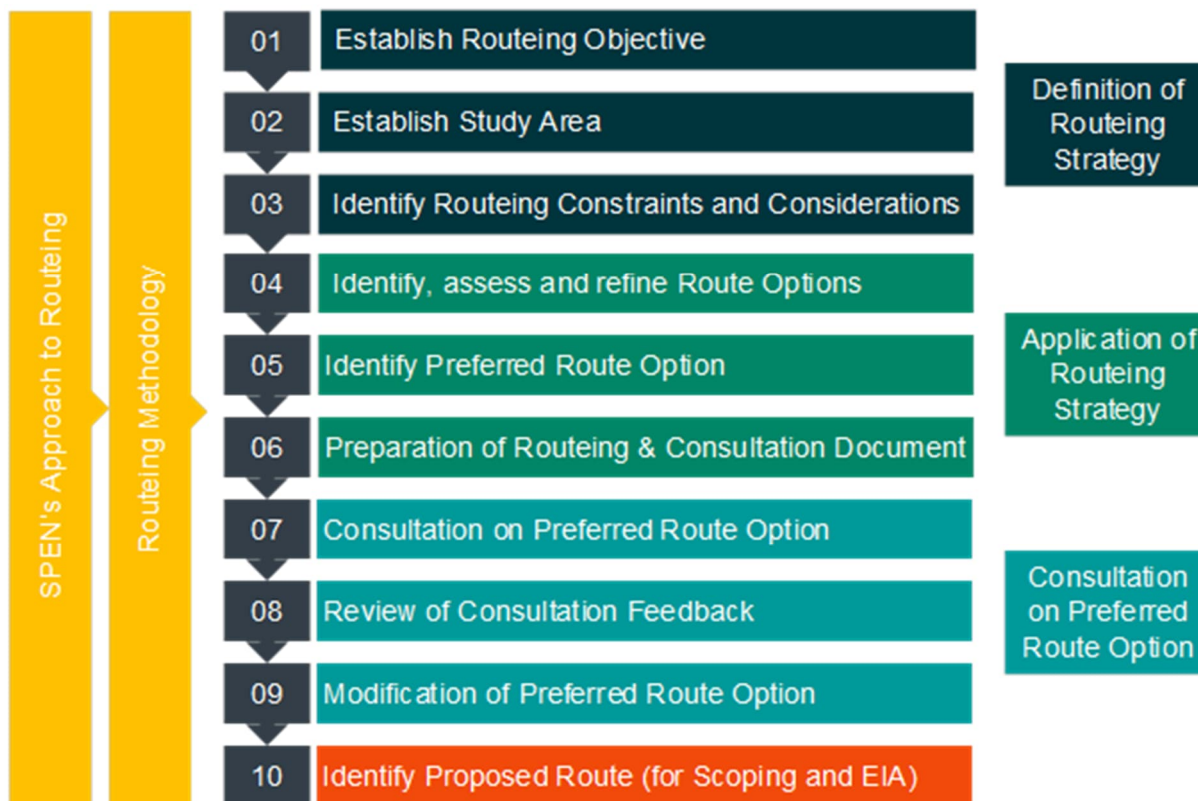 SPEN's Approach to Routeing
Routeing Methodology
01 Establish Routeing Objective
02 Establish Study Area
03 Identify Routeing Constraints and Considerations
04 Identify, assess and refine Route Options
05 Identify Preferred Route Option
06 Preparation of Routeing & Consultation Document
07 Consultation on Preferred Route Option
08 Review of Consultation Feedback
09 Modification of Preferred Route Option
10 Identify Proposed Route (for Scoping and EIA)
Definition of
Routeing
Strategy
Application of
Routeing
Strategy
Consultation
on Preferred
Route Option